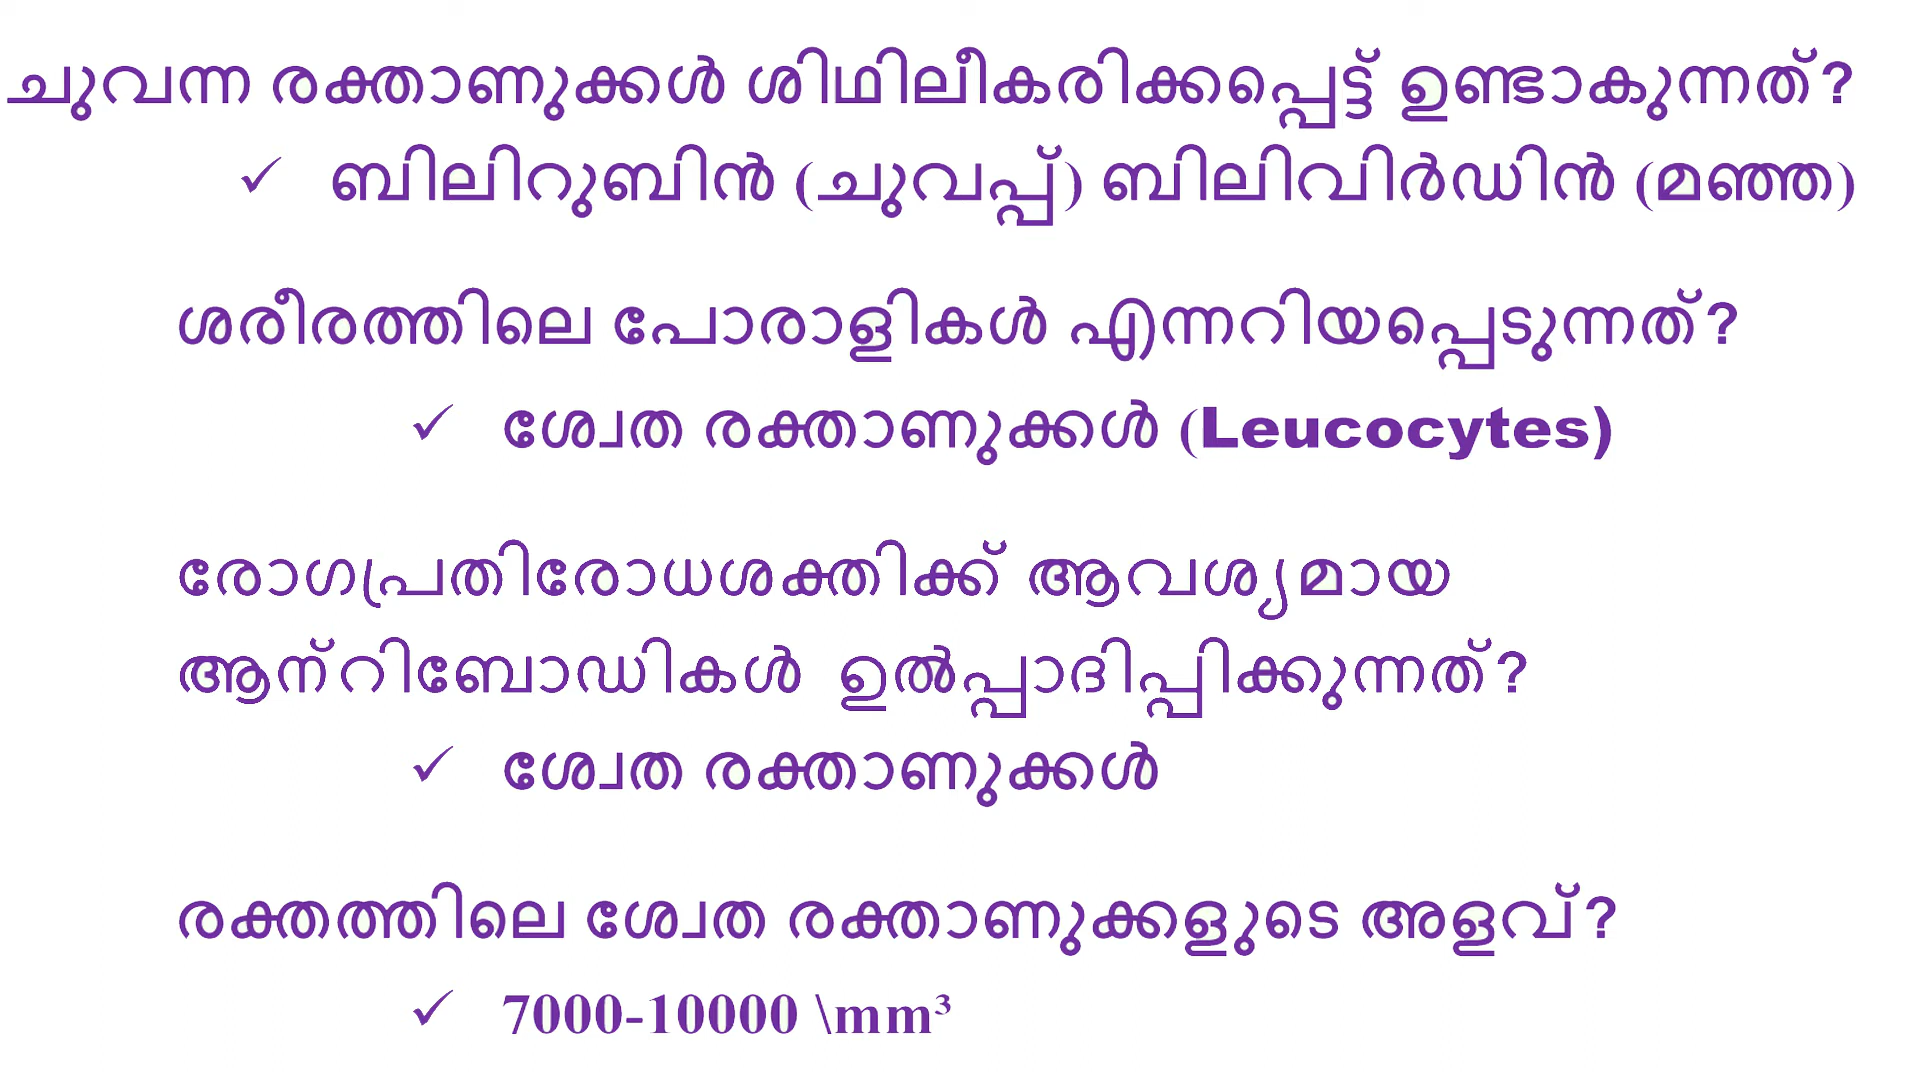 ചുവന്ന രക്താണുക്കൾ ശിഥിലീകരിക്കപ്പെട്ട് ഉണ്ടാകുന്നത്?
✓ ബിലിറുബിൻ (ചുവപ്പ്) ബിലിവിർഡിൻ (മഞ്ഞ)
ശരീരത്തിലെ പോരാളികൾ എന്നറിയപ്പെടുന്നത്?
✓ ശ്വേത രക്താണുക്കൾ (Leucocytes)
രോഗപ്രതിരോധശക്തിക്ക് ആവശ്യമായ
ആന്റിബോഡികൾ ഉൽപ്പാദിപ്പിക്കുന്നത്?
✓ ശ്വേത രക്താണുക്കൾ
രക്തത്തിലെ ശ്വേത രക്താണുക്കളുടെ അളവ്?
✓ 7000-10000 \mm³